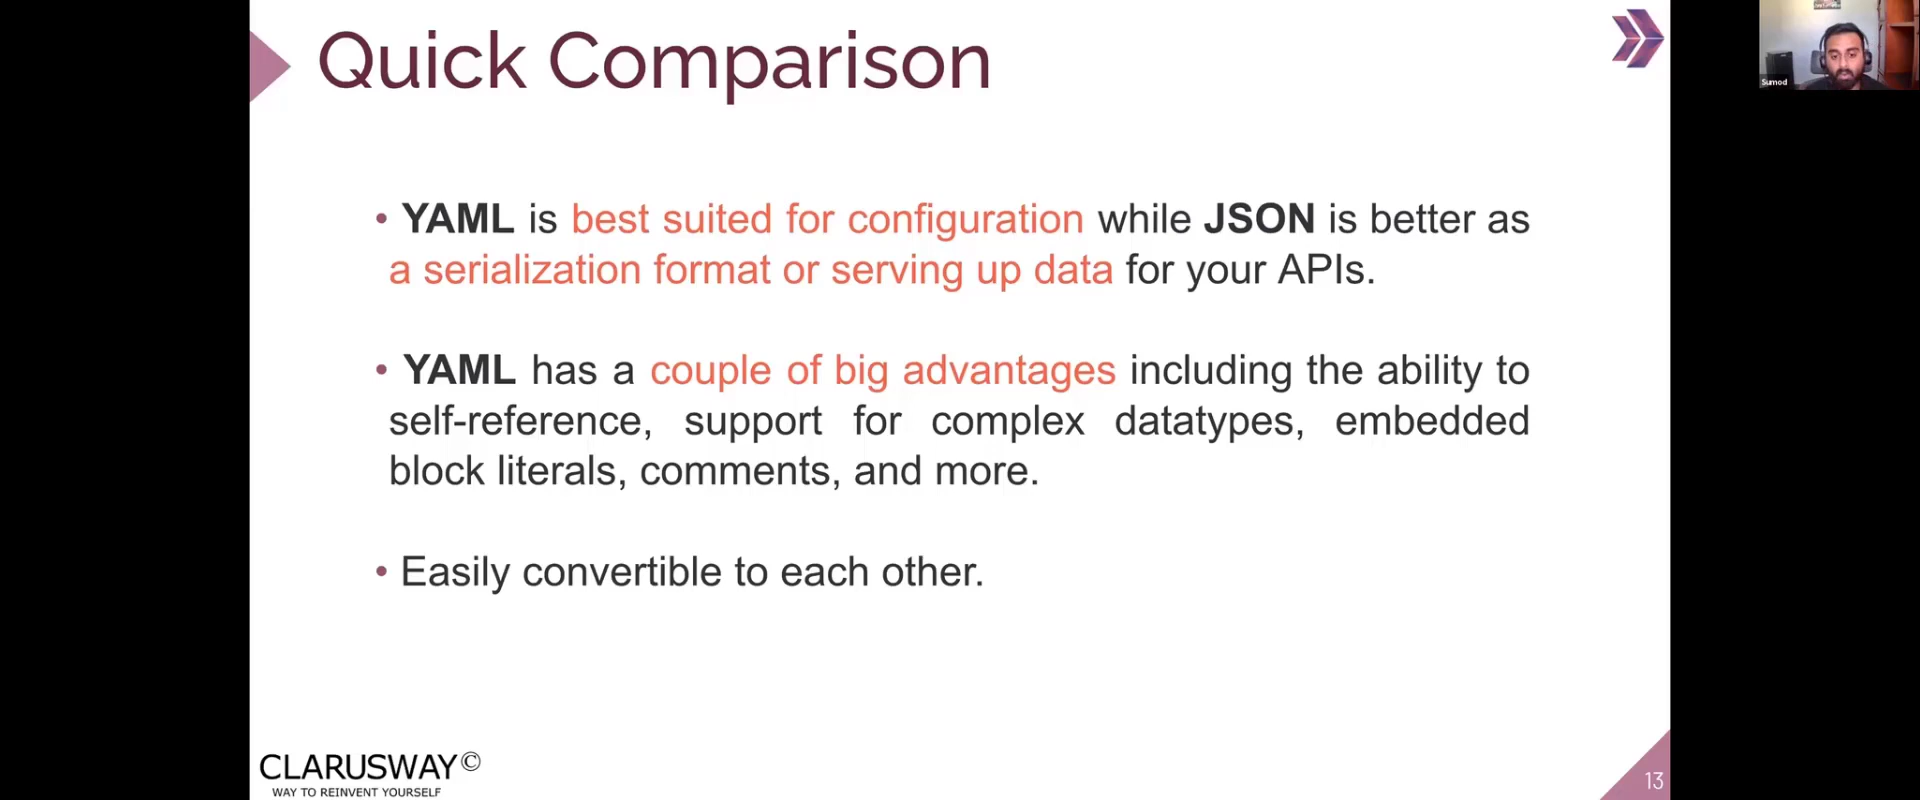 Quick Comparison
Sumod
• YAML is best suited for configuration while JSON is better as
a serialization format or serving up data for your APIs.
• YAML has a couple of big advantages including the ability to
self-reference, support for complex datatypes, embedded
block literals, comments, and more.
• Easily convertible to each other.
CLARUSWAY©
WAY TO REINVENT YOURSELF
13